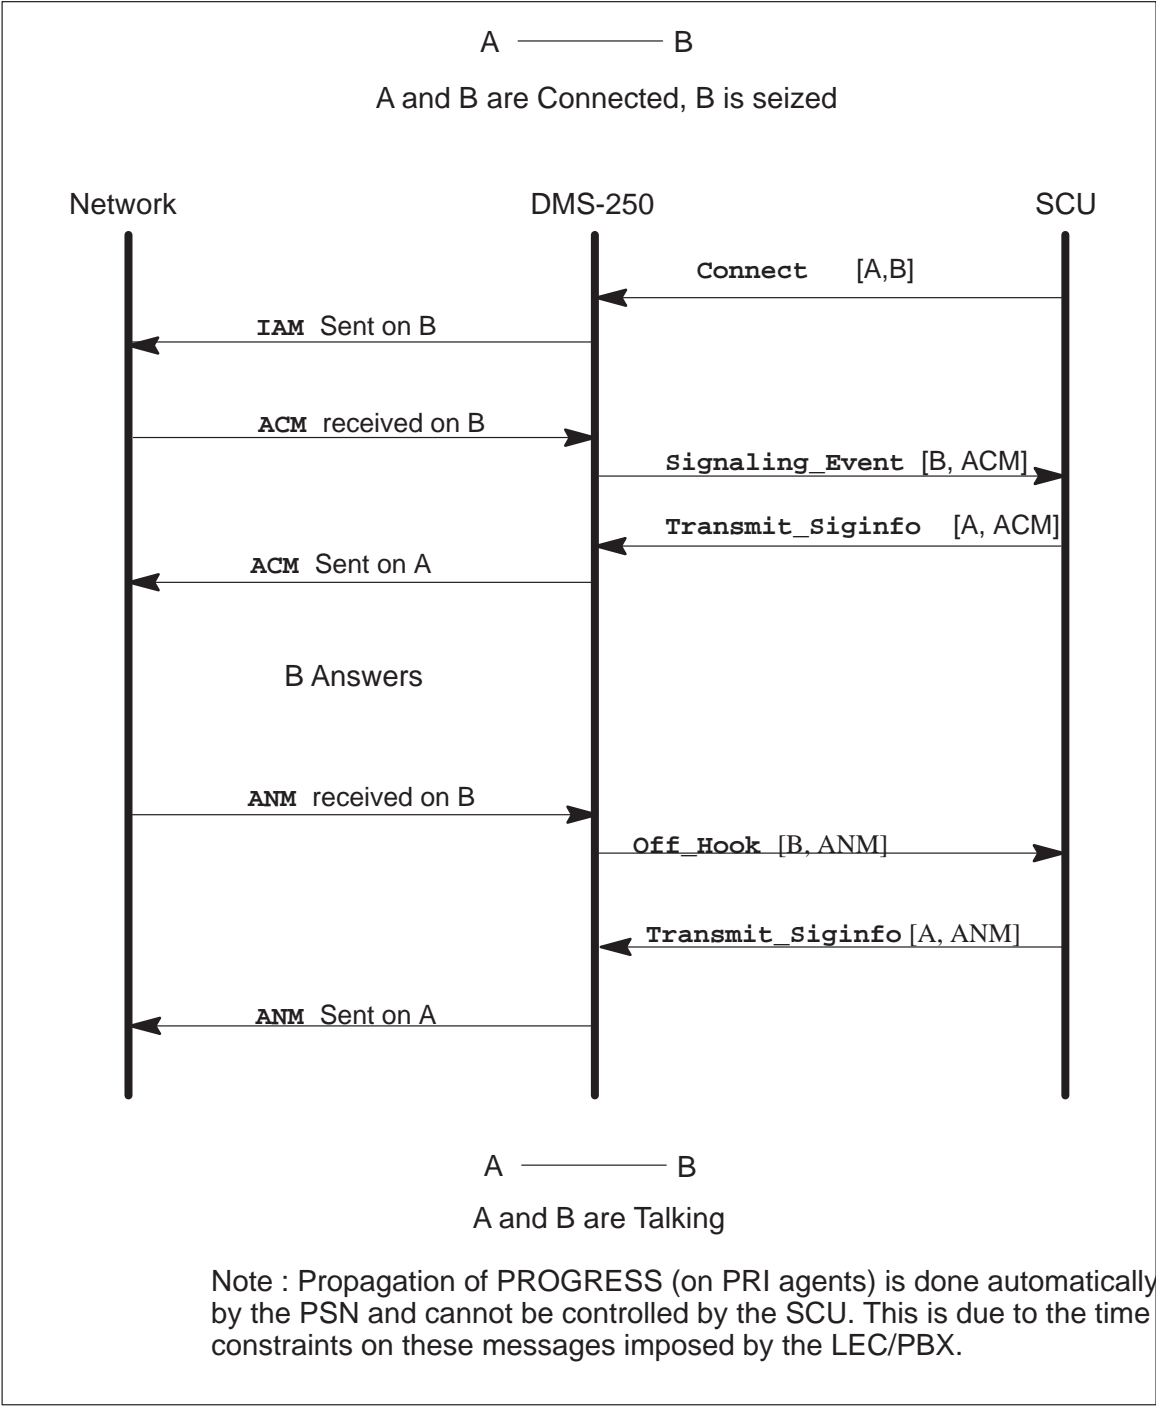 A B
A and B are Connected, B is seized
Network DMS-250 SCU
Connect [A,B]
IAM Sent on B
ACM received on B
Signaling_Event [B, ACM]
Transmit_Siginfo [A, ACM]
ACM Sent on A
B Answers
ANM received on B
Off_Hook [B, ANM]
Transmit_Siginfo [A, ANM]
ANM Sent on A
A B
A and B are Talking
Note : Propagation of PROGRESS (on PRI agents) is done automatically
by the PSN and cannot be controlled by the SCU. This is due to the time
constraints on these messages imposed by the LEC/PBX.